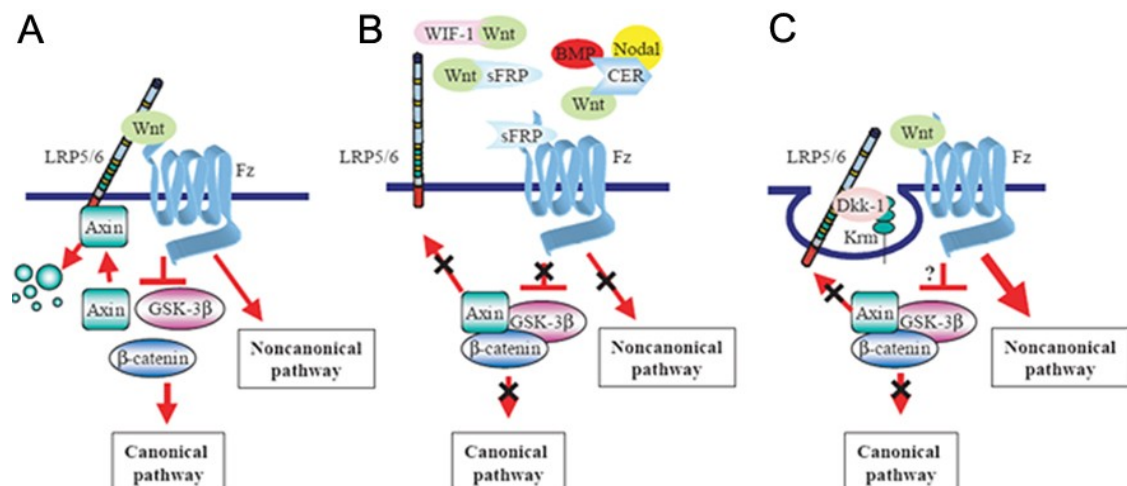 A
Wnt
LRP5/6
Fz
Axin
Axin
GSK-3β
β-catenin
Noncanonical
pathway
Canonical
pathway
B
WIF-1 Wnt
Wnt sFRP
BMP
Nodal
CER
Wnt
sFRP
LRP5/6
Fz
Axin
GSK-3β
β-catenin
Noncanonical
pathway
Canonical
pathway
C
Wnt
LRP5/6
Fz
Dkk-1
Krm
?
Axin
GSK-3β
β-catenin
Noncanonical
pathway
Canonical
pathway